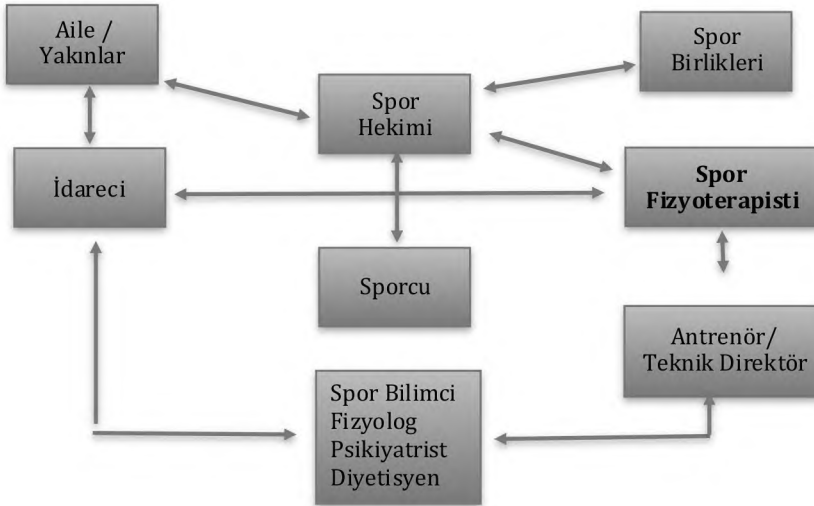 Aile /
Yakınlar
Spor
Hekimi
Spor
Birlikleri
İdareci
Spor
Fizyoterapisti
Sporcu
Antrenör/
Teknik Direktör
Spor Bilimci
Fizyolog
Psikiyatrist
Diyetisyen